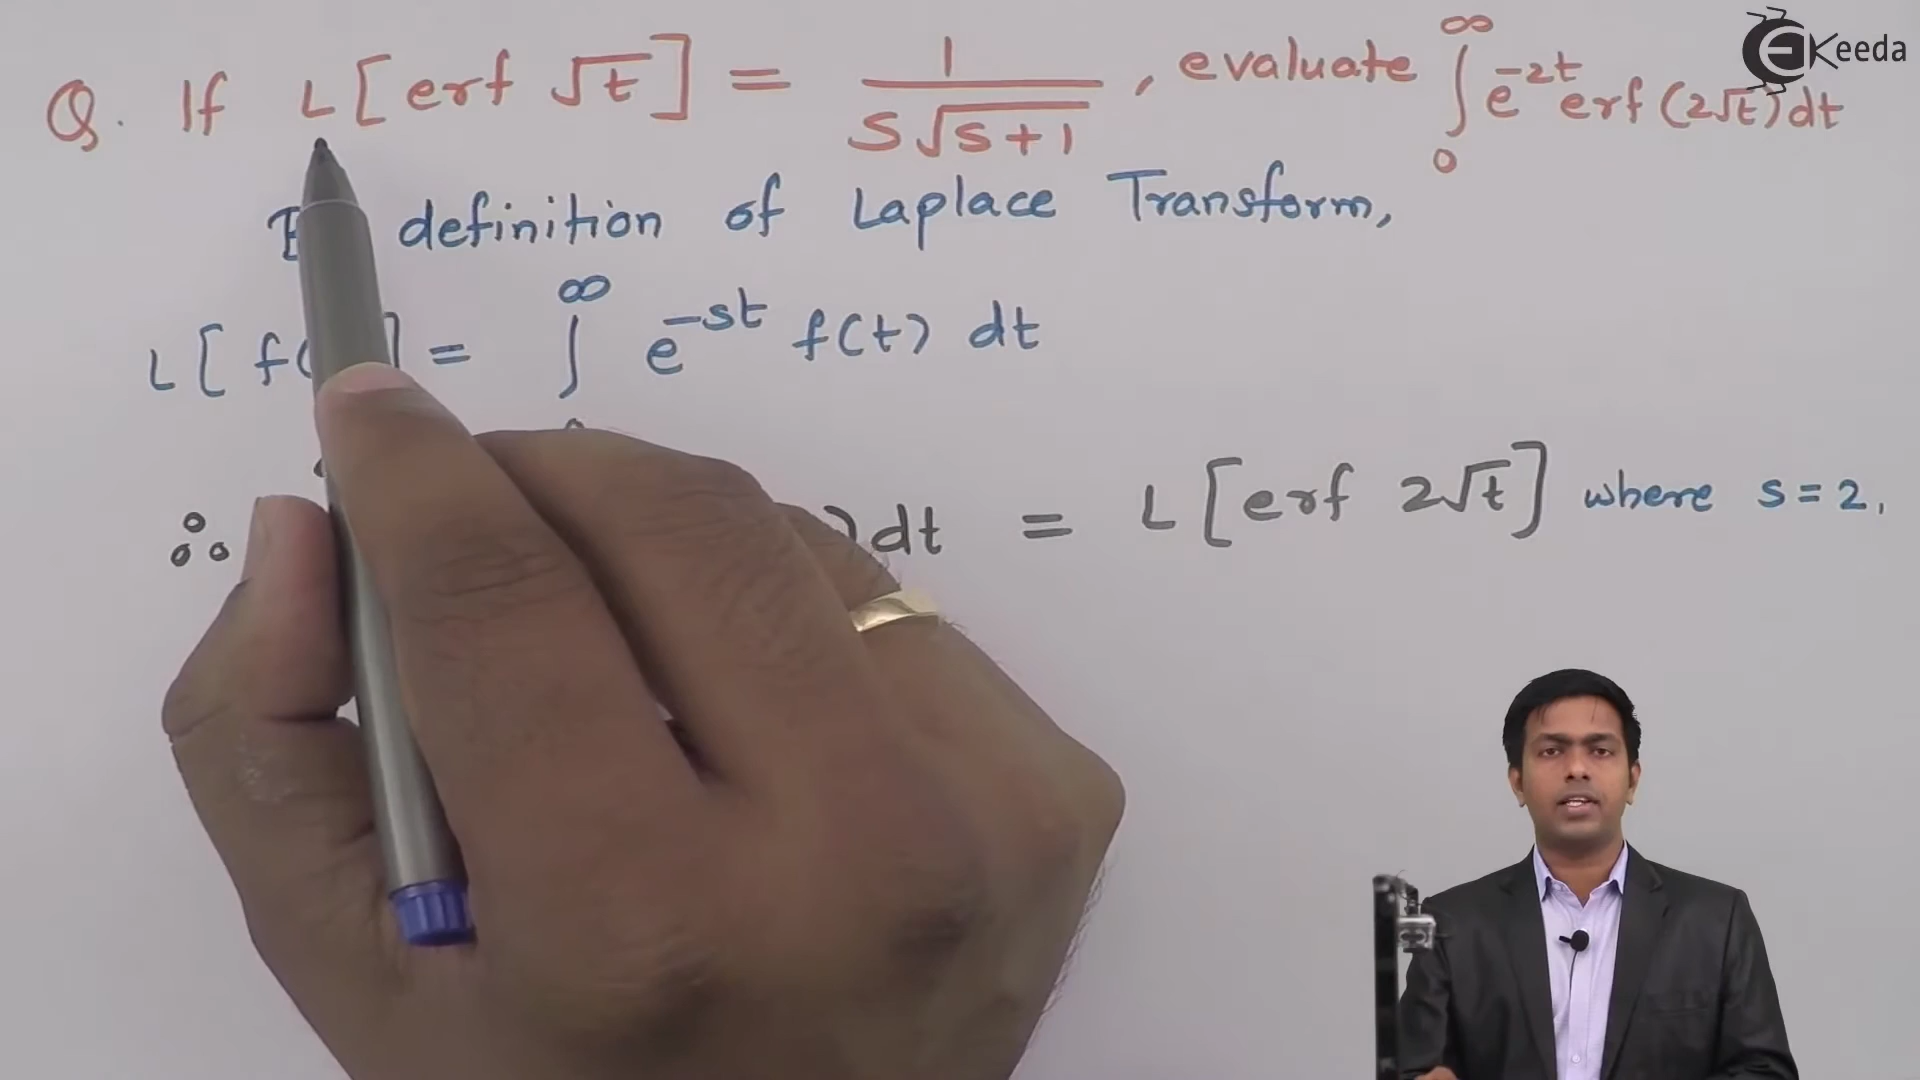 Keeda
Q. If L[erf √t] = 1/(S√(S+1)), evaluate ∫₀^∞ e^(-2t) erf(2√t)dt
definition of Laplace Transform,
L[f( ] = ∫^∞ e^(-st) f(t) dt
∴ )dt = L[erf 2√t] where s=2,